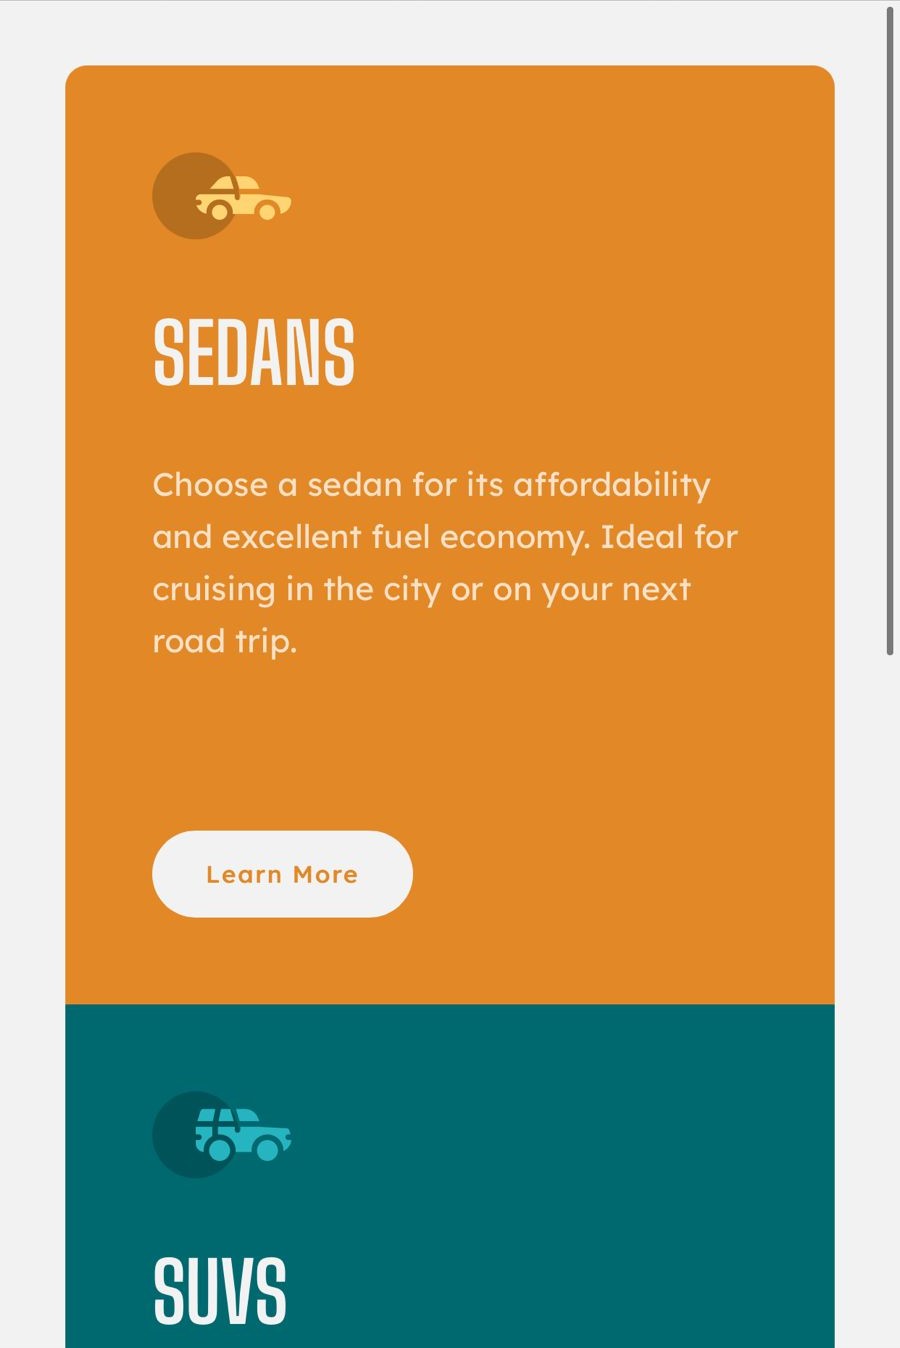 SEDANS
Choose a sedan for its affordability
and excellent fuel economy. Ideal for
cruising in the city or on your next
road trip.
Learn More
SUVS